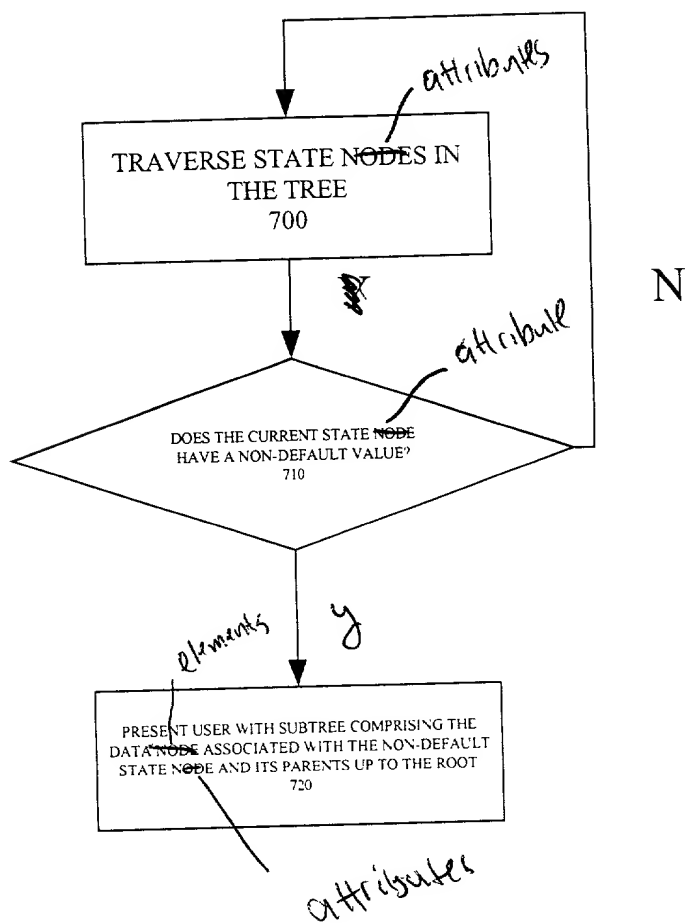 attributes
TRAVERSE STATE NODES IN
THE TREE
700
N
attribute
DOES THE CURRENT STATE NODE
HAVE A NON-DEFAULT VALUE?
710
y
elements
PRESENT USER WITH SUBTREE COMPRISING THE
DATA NODE ASSOCIATED WITH THE NON-DEFAULT
STATE NODE AND ITS PARENTS UP TO THE ROOT
720
attributes